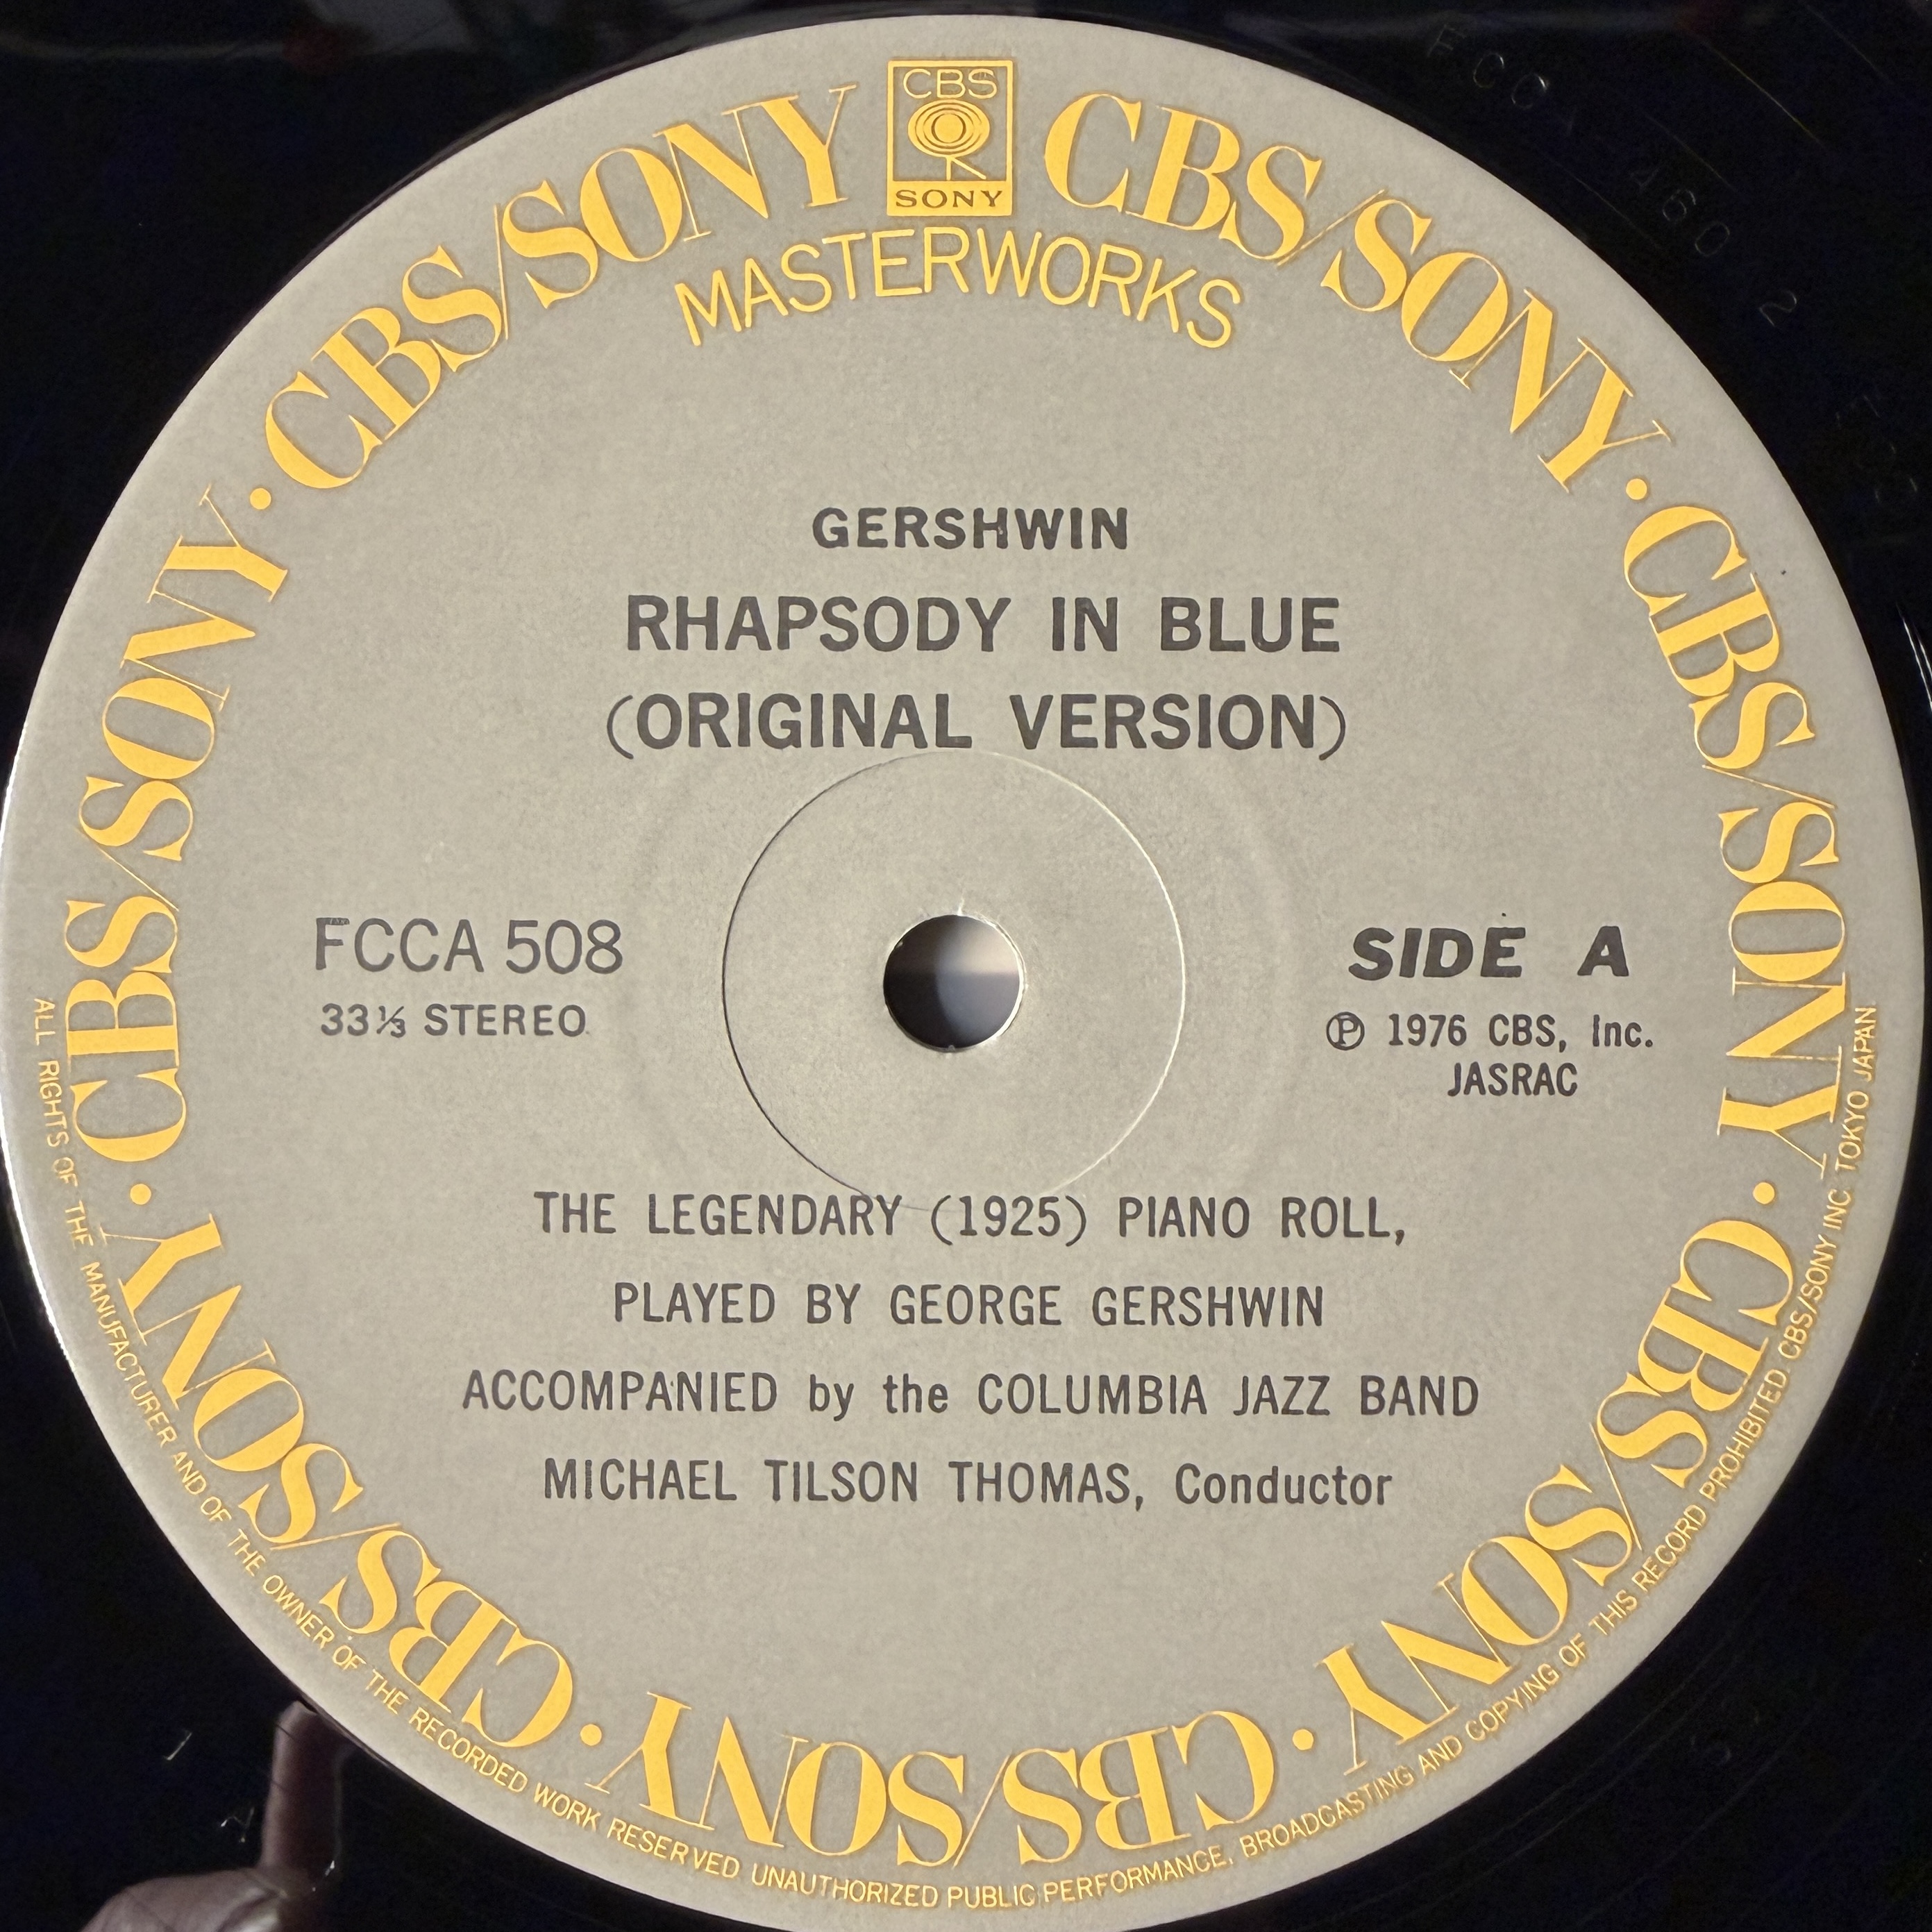 CBS
SONY
CBS/SONY · CBS/SONY · CBS/SONY · CBS/SONY · CBS/SONY · CBS/SONY · CBS/SONY · CBS/SONY
MASTERWORKS
GERSHWIN
RHAPSODY IN BLUE
(ORIGINAL VERSION)
FCCA 508
33⅓ STEREO
SIDE A
℗ 1976 CBS, Inc.
JASRAC
THE LEGENDARY (1925) PIANO ROLL,
PLAYED BY GEORGE GERSHWIN
ACCOMPANIED by the COLUMBIA JAZZ BAND
MICHAEL TILSON THOMAS, Conductor
ALL RIGHTS OF THE MANUFACTURER AND OF THE OWNER OF THE RECORDED WORK RESERVED UNAUTHORIZED PUBLIC PERFORMANCE, BROADCASTING AND COPYING OF THIS RECORD PROHIBITED CBS/SONY INC. TOKYO JAPAN